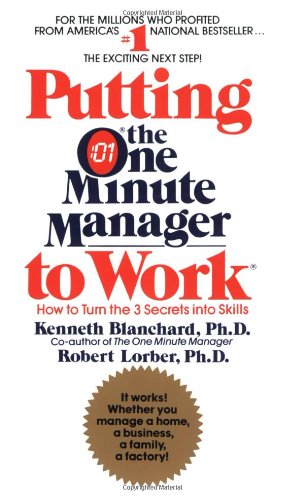 FOR THE MILLIONS WHO PROFITED
FROM AMERICA'S #1 NATIONAL BESTSELLER...
THE EXCITING NEXT STEP!
Putting
the
:01
One
Minute
Manager
to Work®
How to Turn the 3 Secrets into Skills
Kenneth Blanchard, Ph.D.
Co-author of The One Minute Manager
Robert Lorber, Ph.D.
It works!
Whether you
manage a home,
a business,
a family,
a factory!